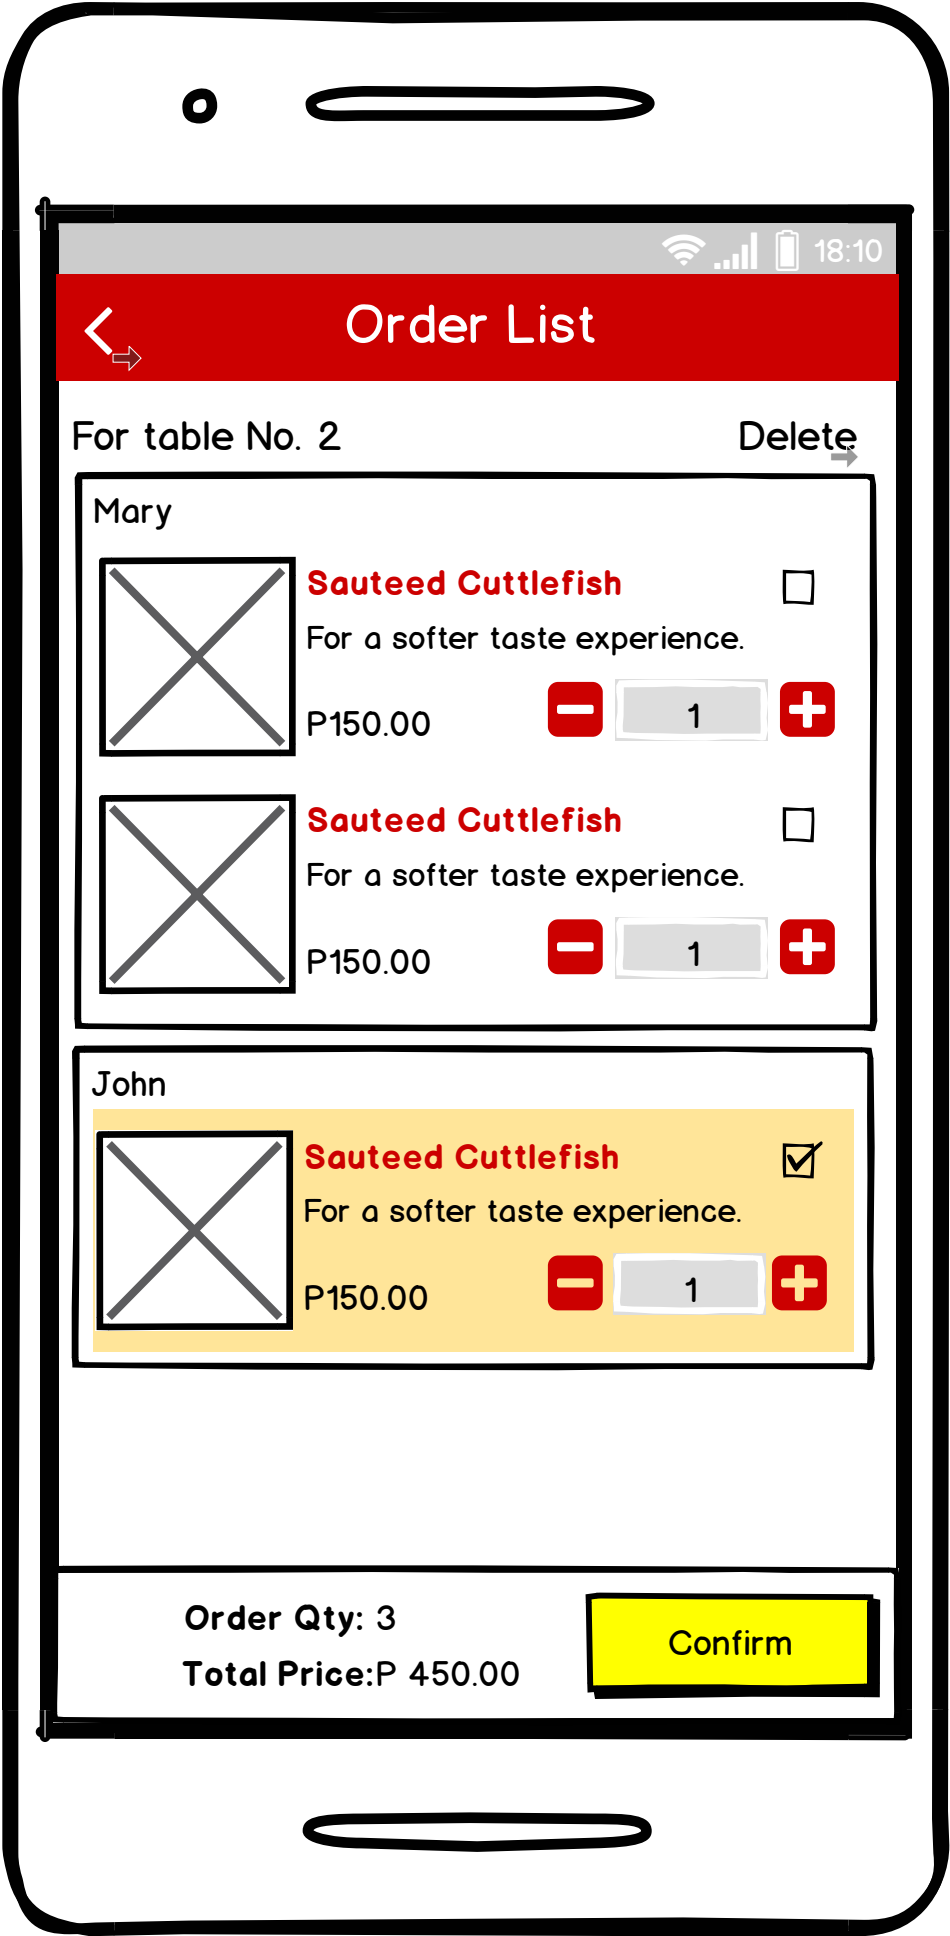 18:10
Order List
For table No. 2 Delete
Mary
Sauteed Cuttlefish
For a softer taste experience.
P150.00 1
Sauteed Cuttlefish
For a softer taste experience.
P150.00 1
John
Sauteed Cuttlefish
For a softer taste experience.
P150.00 1
Order Qty: 3
Total Price:P 450.00
Confirm